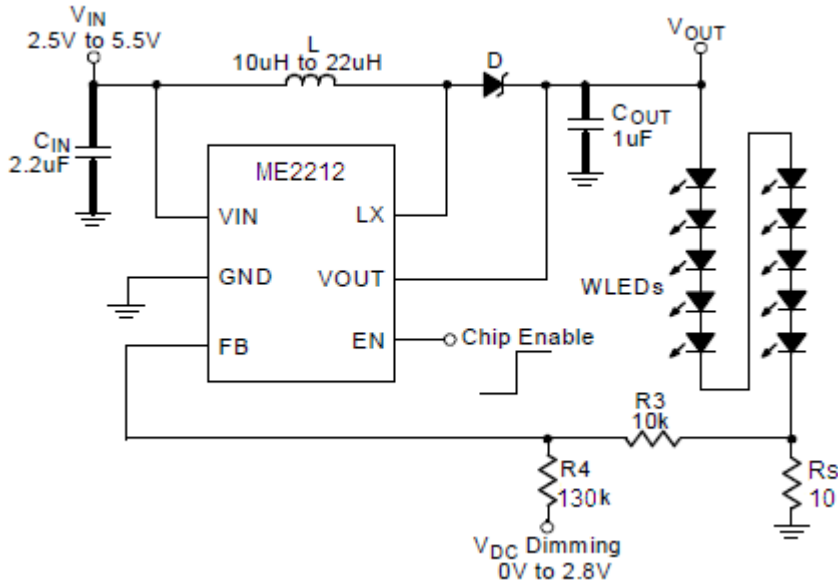 VIN
2.5V to 5.5V
L
10uH to 22uH
D
VOUT
CIN
2.2uF
COUT
1uF
ME2212
VIN
LX
GND
VOUT
FB
EN
Chip Enable
WLEDs
R3
10k
R4
130k
Rs
10
VDC Dimming
0V to 2.8V